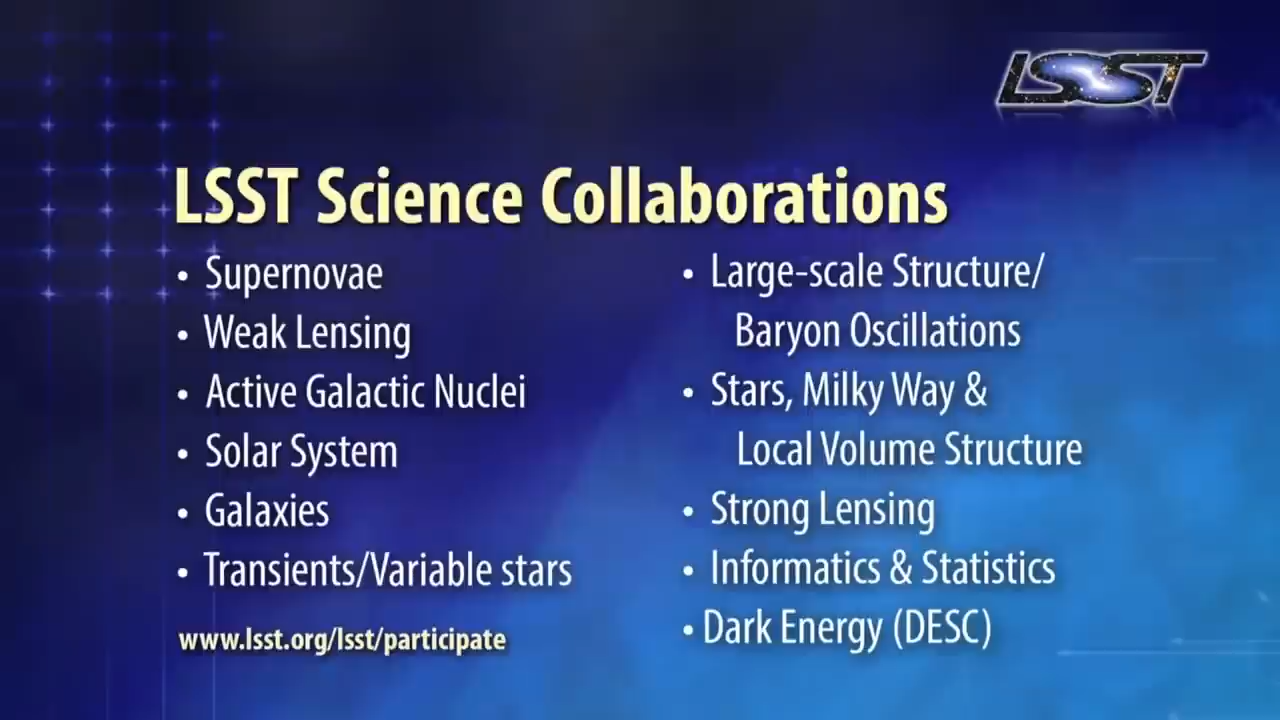 LSST
LSST Science Collaborations
• Supernovae
• Weak Lensing
• Active Galactic Nuclei
• Solar System
• Galaxies
• Transients/Variable stars
www.lsst.org/lsst/participate
• Large-scale Structure/
Baryon Oscillations
• Stars, Milky Way &
Local Volume Structure
• Strong Lensing
• Informatics & Statistics
• Dark Energy (DESC)